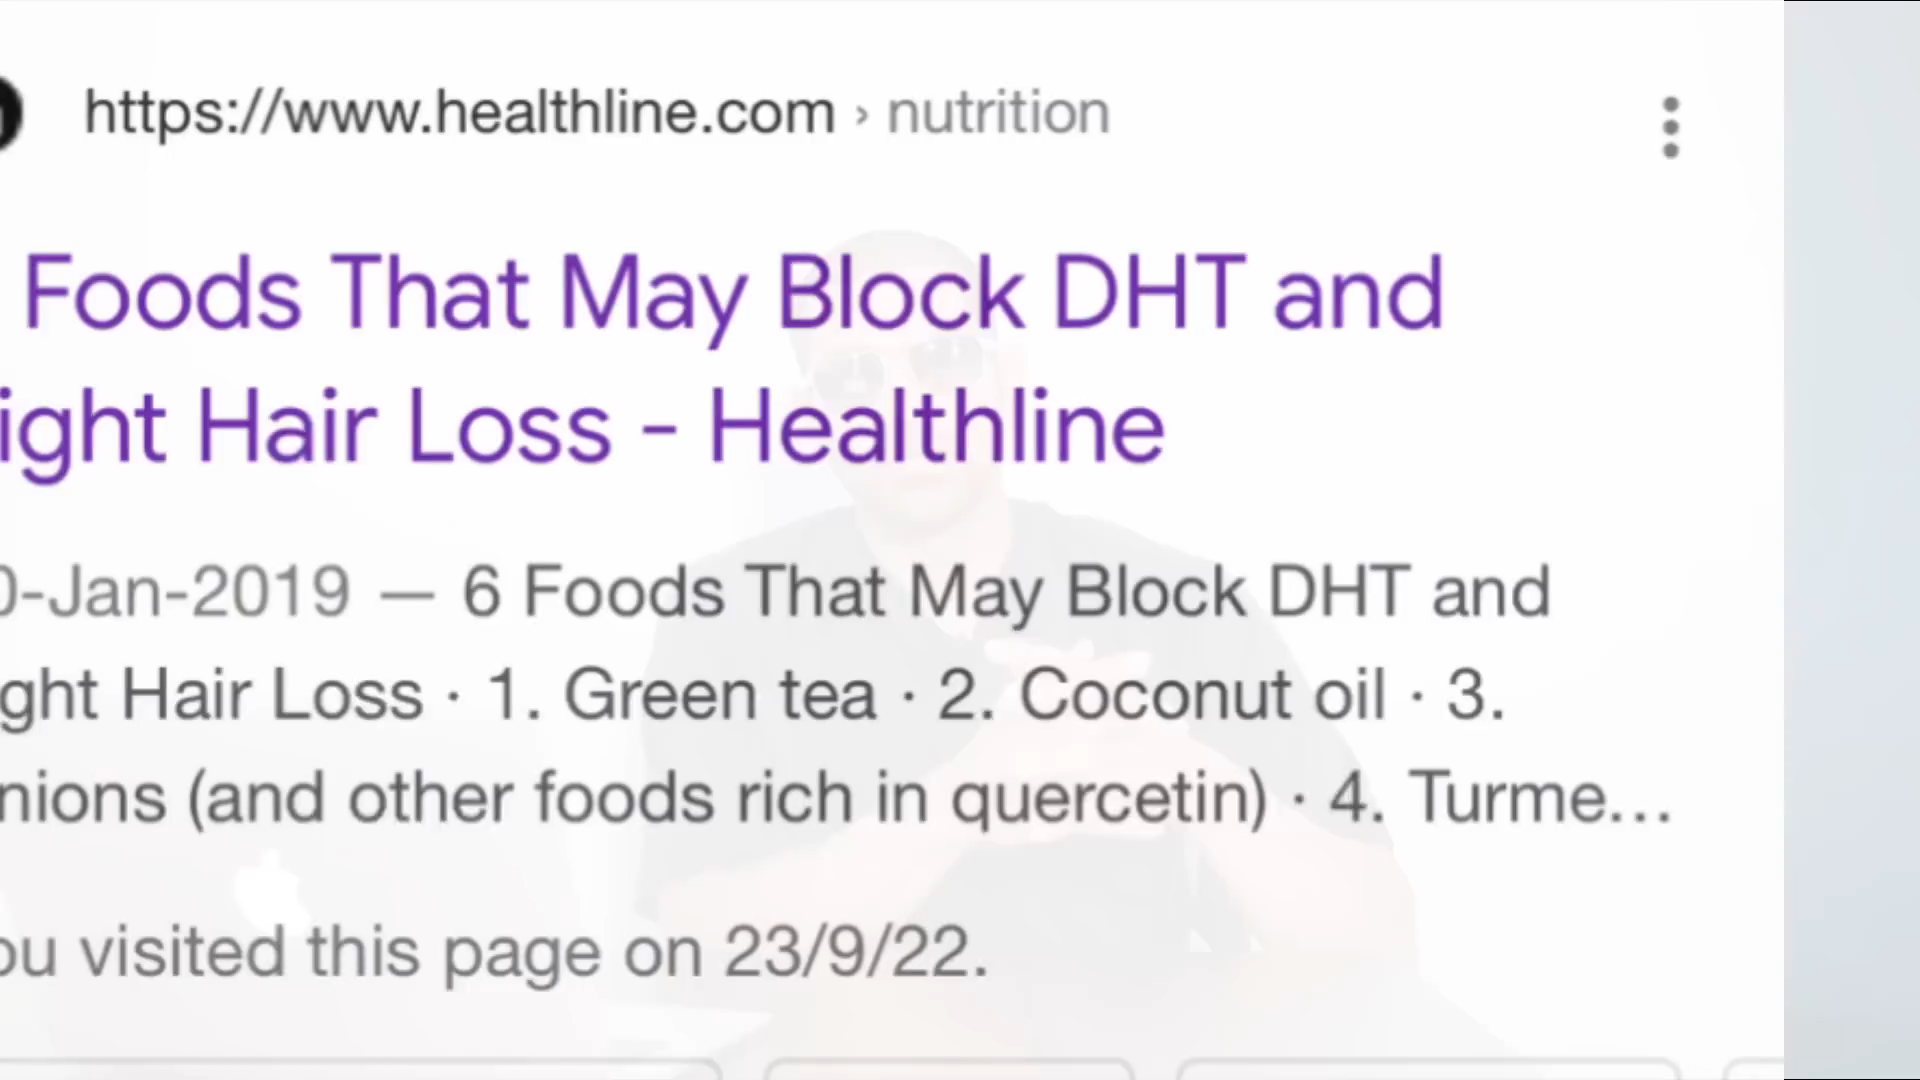 https://www.healthline.com › nutrition
Foods That May Block DHT and
ight Hair Loss - Healthline
0-Jan-2019 — 6 Foods That May Block DHT and
ght Hair Loss · 1. Green tea · 2. Coconut oil · 3.
nions (and other foods rich in quercetin) · 4. Turme...
ou visited this page on 23/9/22.